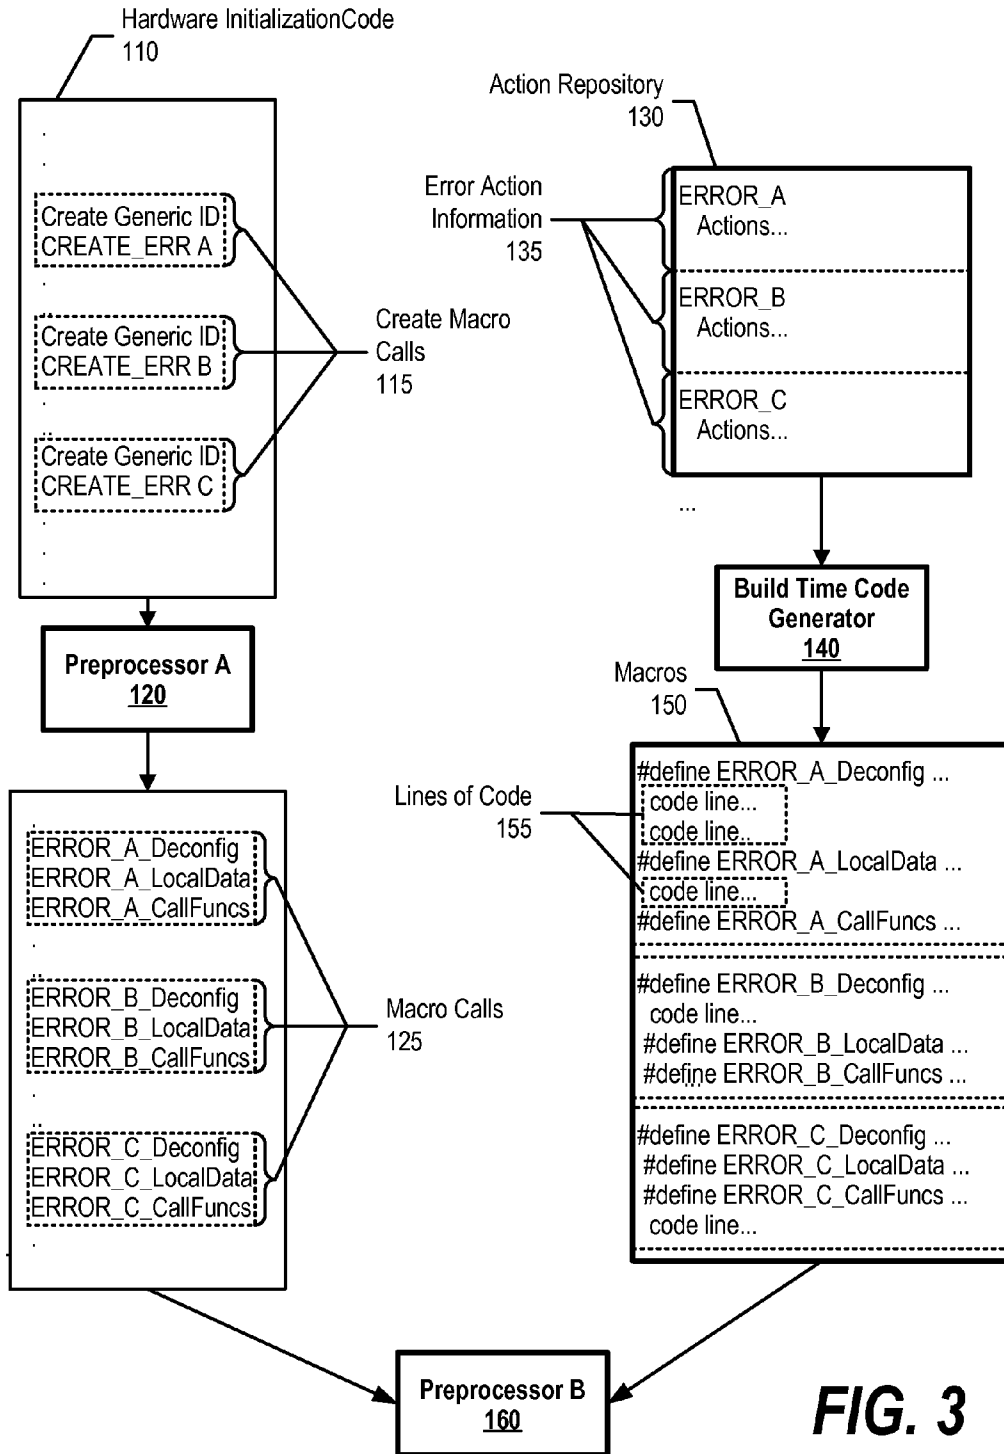 Hardware InitializationCode
110
Create Generic ID
CREATE_ERR A
Create Generic ID
CREATE_ERR B
Create Generic ID
CREATE_ERR C
Create Macro
Calls
115
Preprocessor A
120
ERROR_A_Deconfig
ERROR_A_LocalData
ERROR_A_CallFuncs
ERROR_B_Deconfig
ERROR_B_LocalData
ERROR_B_CallFuncs
ERROR_C_Deconfig
ERROR_C_LocalData
ERROR_C_CallFuncs
Macro Calls
125
Action Repository
130
Error Action
Information
135
ERROR_A
Actions...
ERROR_B
Actions...
ERROR_C
Actions...
...
Build Time Code
Generator
140
Macros
150
Lines of Code
155
#define ERROR_A_Deconfig ...
code line...
code line..
#define ERROR_A_LocalData ...
code line...
#define ERROR_A_CallFuncs ...
#define ERROR_B_Deconfig ...
code line...
#define ERROR_B_LocalData ...
#define ERROR_B_CallFuncs ...
...
#define ERROR_C_Deconfig ...
#define ERROR_C_LocalData ...
#define ERROR_C_CallFuncs ...
code line...
Preprocessor B
160
FIG. 3